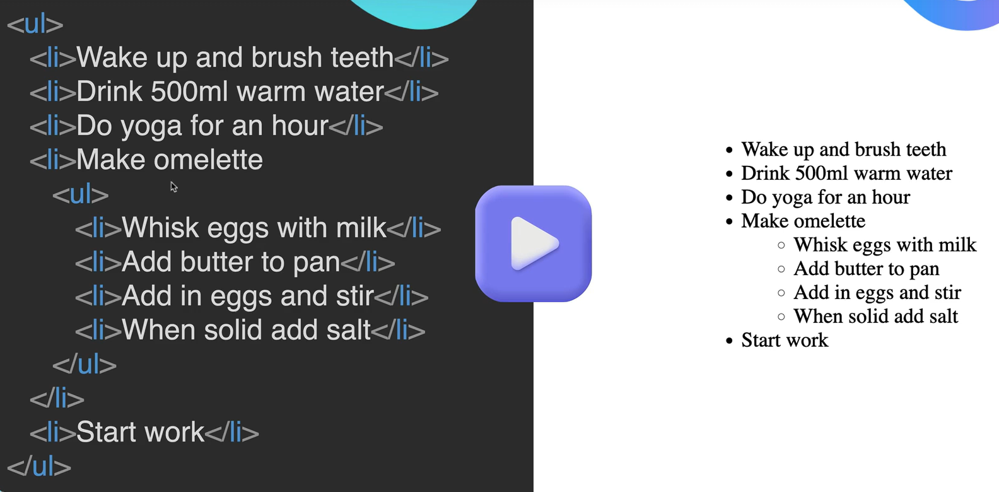 <ul>
<li>Wake up and brush teeth</li>
<li>Drink 500ml warm water</li>
<li>Do yoga for an hour</li>
<li>Make omelette
<ul>
<li>Whisk eggs with milk</li>
<li>Add butter to pan</li>
<li>Add in eggs and stir</li>
<li>When solid add salt</li>
</ul>
</li>
<li>Start work</li>
</ul>
• Wake up and brush teeth
• Drink 500ml warm water
• Do yoga for an hour
• Make omelette
◦ Whisk eggs with milk
◦ Add butter to pan
◦ Add in eggs and stir
◦ When solid add salt
• Start work